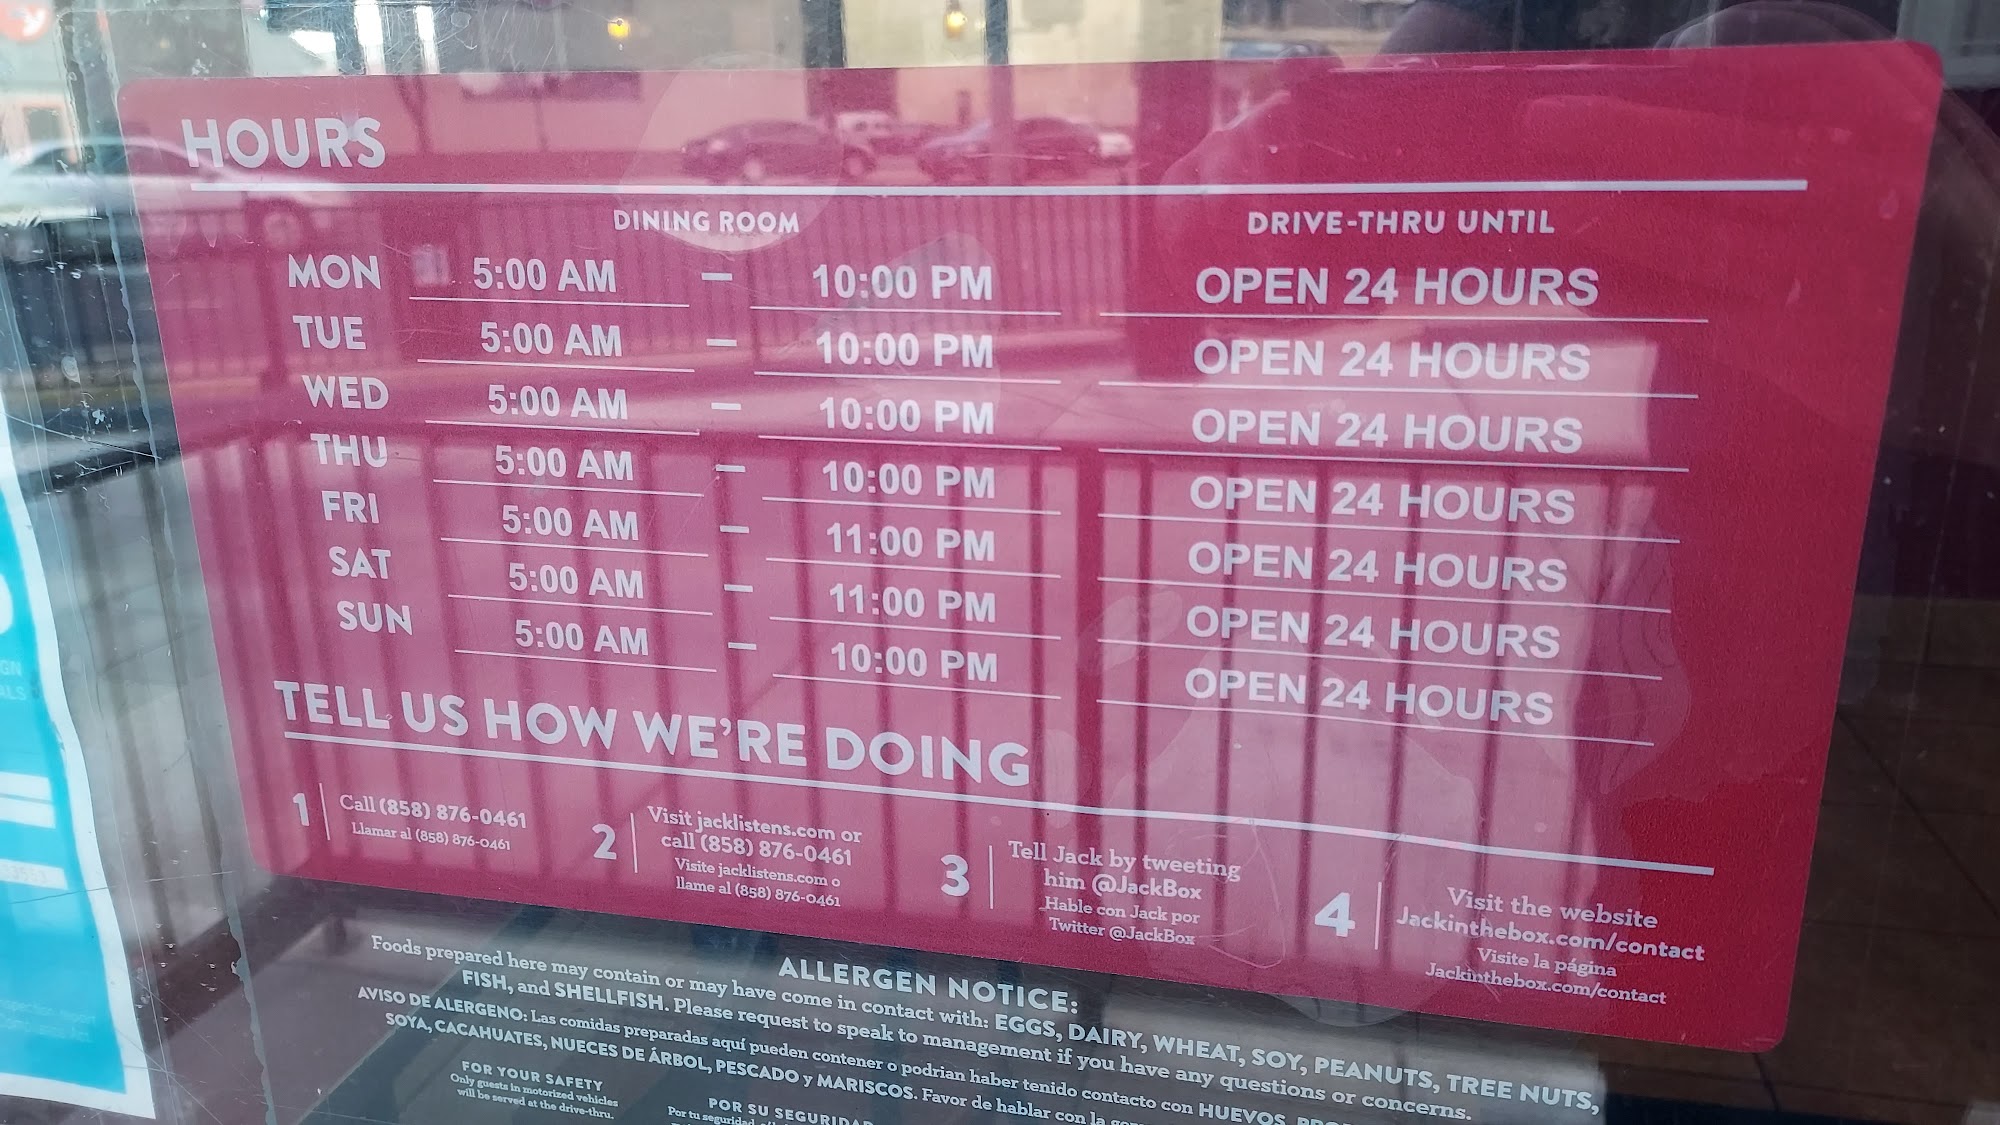 HOURS
DINING ROOM DRIVE-THRU UNTIL
MON 5:00 AM – 10:00 PM OPEN 24 HOURS
TUE 5:00 AM – 10:00 PM OPEN 24 HOURS
WED 5:00 AM – 10:00 PM OPEN 24 HOURS
THU 5:00 AM – 10:00 PM OPEN 24 HOURS
FRI 5:00 AM – 11:00 PM OPEN 24 HOURS
SAT 5:00 AM – 11:00 PM OPEN 24 HOURS
SUN 5:00 AM – 10:00 PM OPEN 24 HOURS
TELL US HOW WE'RE DOING
1
Call (858) 876-0461
Llamar al (858) 876-0461
2
Visit jacklistens.com or
call (858) 876-0461
Visite jacklistens.com o
llame al (858) 876-0461
3
Tell Jack by tweeting
him @JackBox
Hable con Jack por
Twitter @JackBox
4
Visit the website
Jackinthebox.com/contact
Visite la página
Jackinthebox.com/contact
ALLERGEN NOTICE:
Foods prepared here may contain or may have come in contact with: EGGS, DAIRY, WHEAT, SOY, PEANUTS, TREE NUTS,
FISH, and SHELLFISH. Please request to speak to management if you have any questions or concerns.
AVISO DE ALERGENO: Las comidas preparadas aquí pueden contener o podrian haber tenido contacto con HUEVOS,
SOYA, CACAHUATES, NUECES DE ÁRBOL, PESCADO y MARISCOS. Favor de hablar con la
FOR YOUR SAFETY
Only guests in motorized vehicles
will be served at the drive-thru.
POR SU SEGURIDAD
Por tu seguridad